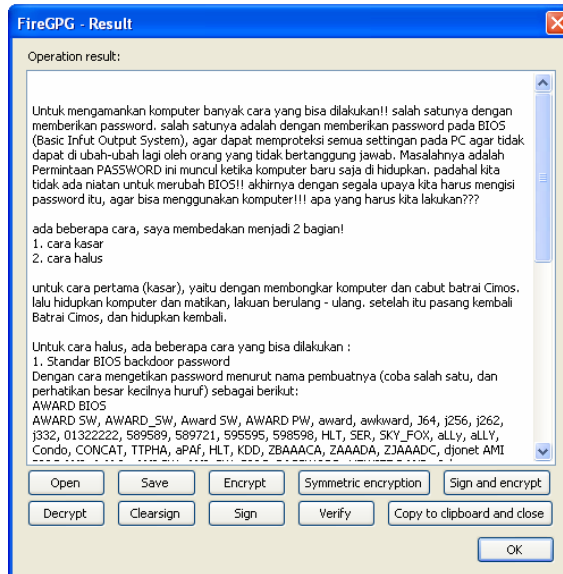 FireGPG - Result
Operation result:
Untuk mengamankan komputer banyak cara yang bisa dilakukan!! salah satunya dengan
memberikan password. salah satunya adalah dengan memberikan password pada BIOS
(Basic Infut Output System), agar dapat memproteksi semua settingan pada PC agar tidak
dapat di ubah-ubah lagi oleh orang yang tidak bertanggung jawab. Masalahnya adalah
Permintaan PASSWORD ini muncul ketika komputer baru saja di hidupkan. padahal kita
tidak ada niatan untuk merubah BIOS!! akhirnya dengan segala upaya kita harus mengisi
password itu, agar bisa menggunakan komputer!!! apa yang harus kita lakukan???
ada beberapa cara, saya membedakan menjadi 2 bagian!
1. cara kasar
2. cara halus
untuk cara pertama (kasar), yaitu dengan membongkar komputer dan cabut batrai Cimos.
lalu hidupkan komputer dan matikan, lakuan berulang - ulang. setelah itu pasang kembali
Batrai Cimos, dan hidupkan kembali.
Untuk cara halus, ada beberapa cara yang bisa dilakukan :
1. Standar BIOS backdoor password
Dengan cara mengetikan password menurut nama pembuatnya (coba salah satu, dan
perhatikan besar kecilnya huruf) sebagai berikut:
AWARD BIOS
AWARD SW, AWARD_SW, Award SW, AWARD PW, award, awkward, J64, j256, j262,
j332, 01322222, 589589, 589721, 595595, 598598, HLT, SER, SKY_FOX, aLLy, aLLY,
Condo, CONCAT, TTPHA, aPAf, HLT, KDD, ZBAAACA, ZAAADA, ZJAAADC, djonet AMI
Open Save Encrypt Symmetric encryption Sign and encrypt
Decrypt Clearsign Sign Verify Copy to clipboard and close
OK